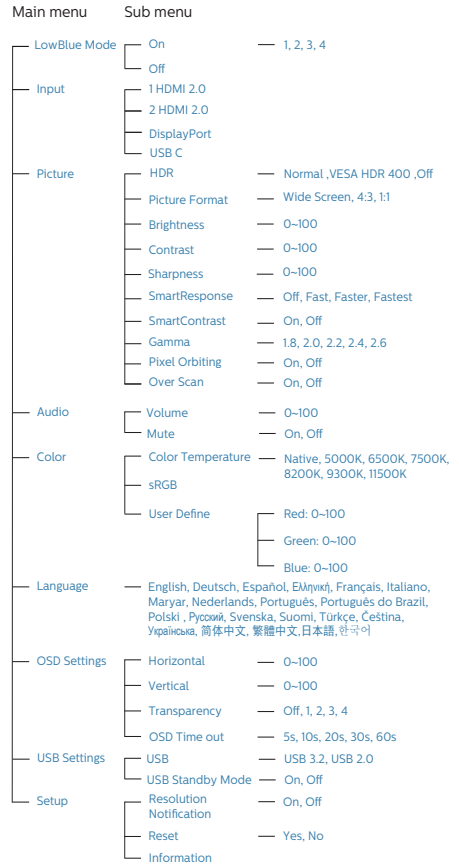 Main menu Sub menu
LowBlue Mode On 1, 2, 3, 4
Off
Input 1 HDMI 2.0
2 HDMI 2.0
DisplayPort
USB C
Picture HDR Normal ,VESA HDR 400 ,Off
Picture Format Wide Screen, 4:3, 1:1
Brightness 0~100
Contrast 0~100
Sharpness 0~100
SmartResponse Off, Fast, Faster, Fastest
SmartContrast On, Off
Gamma 1.8, 2.0, 2.2, 2.4, 2.6
Pixel Orbiting On, Off
Over Scan On, Off
Audio Volume 0~100
Mute On, Off
Color Color Temperature Native, 5000K, 6500K, 7500K,
8200K, 9300K, 11500K
sRGB
User Define Red: 0~100
Green: 0~100
Blue: 0~100
Language English, Deutsch, Español, Ελληνική, Français, Italiano,
Maryar, Nederlands, Português, Português do Brazil,
Polski , Русский, Svenska, Suomi, Türkçe, Čeština,
Українська, 简体中文, 繁體中文,日本語,한국어
OSD Settings Horizontal 0~100
Vertical 0~100
Transparency Off, 1, 2, 3, 4
OSD Time out 5s, 10s, 20s, 30s, 60s
USB Settings USB USB 3.2, USB 2.0
USB Standby Mode On, Off
Setup Resolution On, Off
Notification
Reset Yes, No
Information